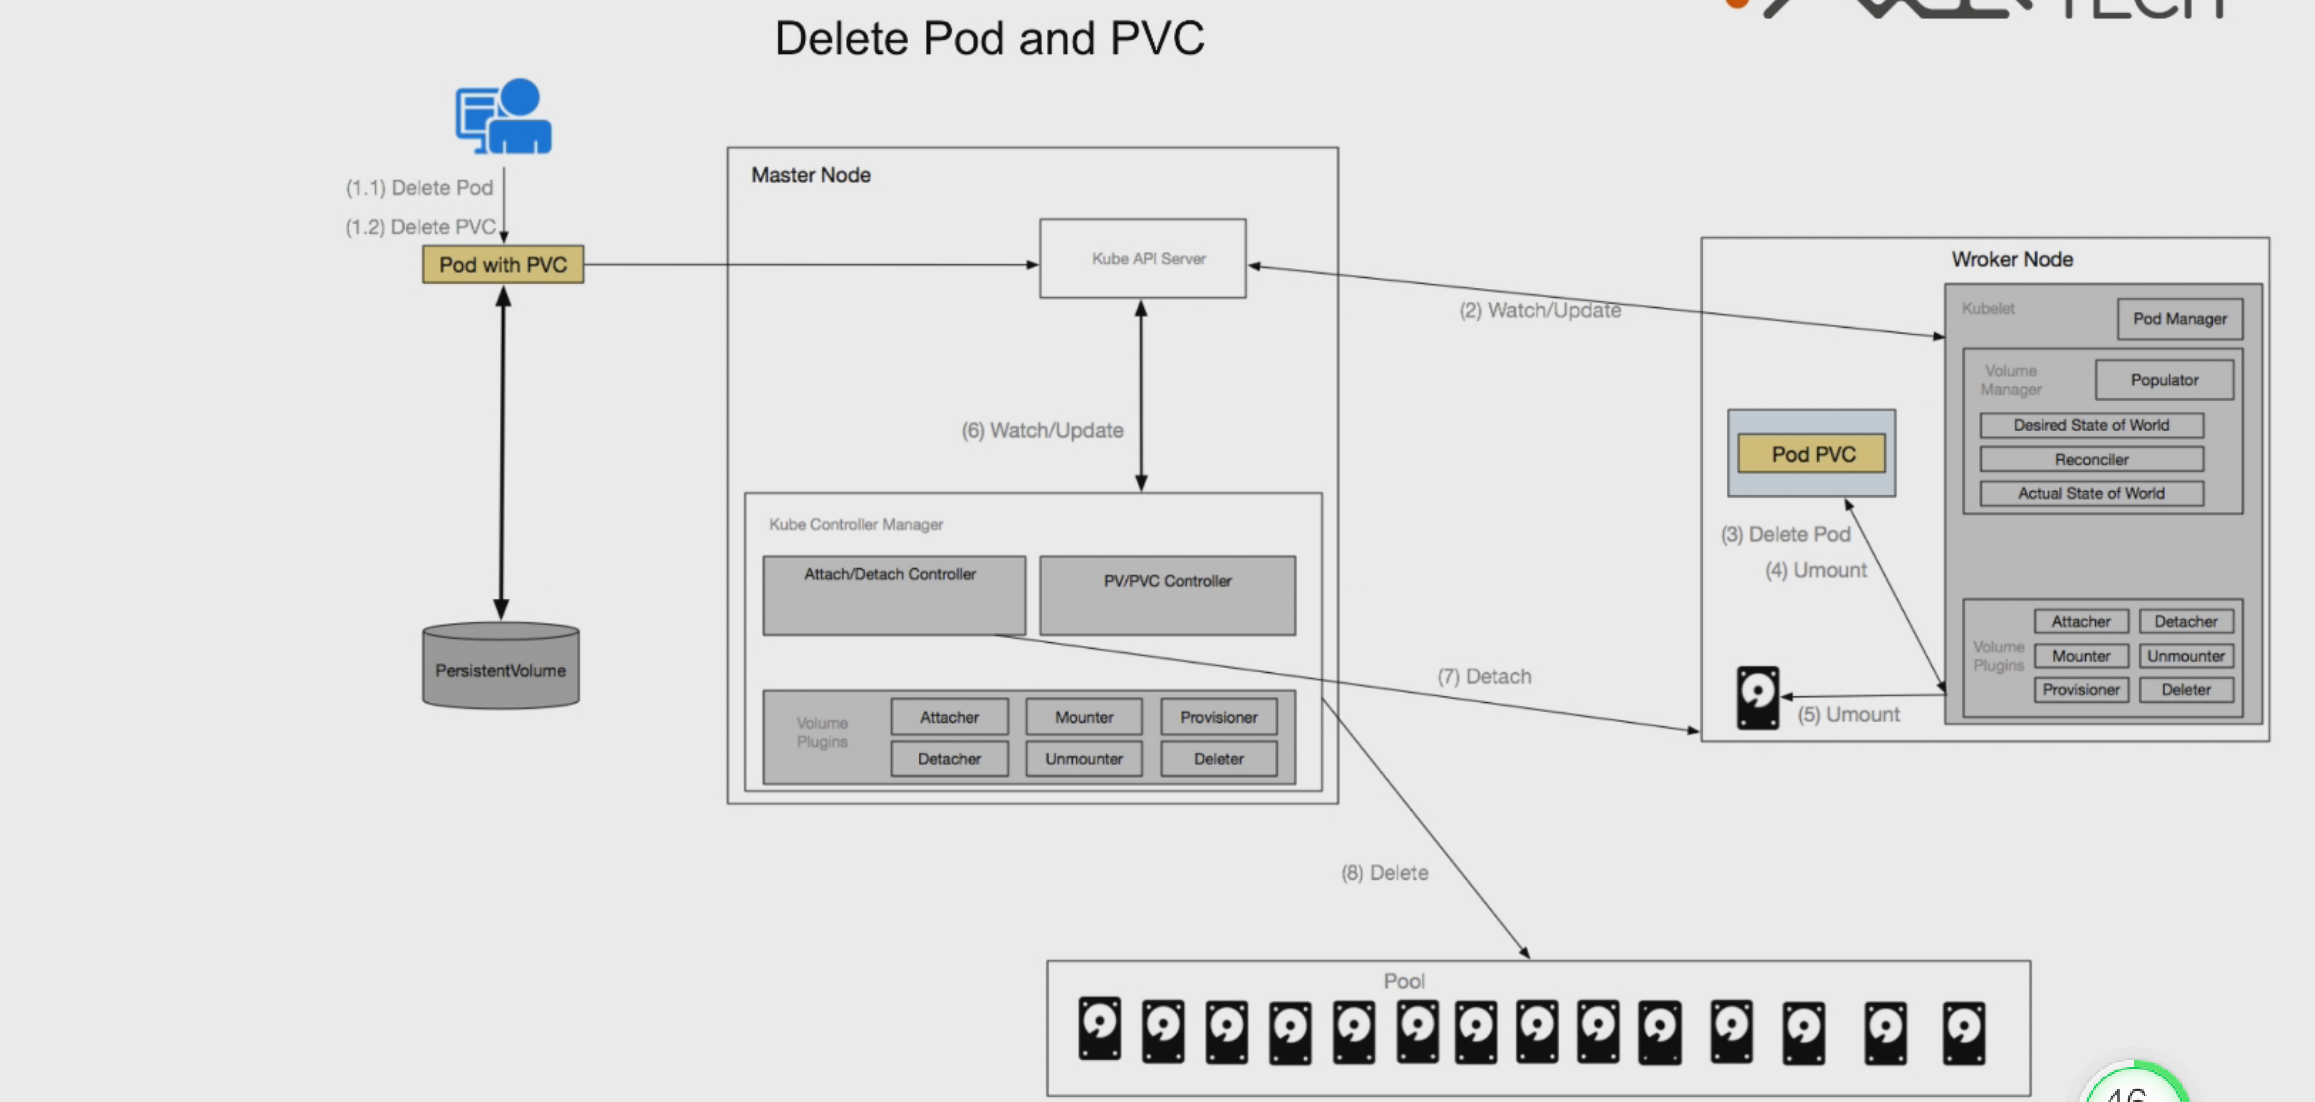 Delete Pod and PVC
TECH
(1.1) Delete Pod
(1.2) Delete PVC
Pod with PVC
PersistentVolume
Master Node
Kube API Server
(6) Watch/Update
Kube Controller Manager
Attach/Detach Controller
PV/PVC Controller
Volume
Plugins
Attacher
Mounter
Provisioner
Detacher
Unmounter
Deleter
(2) Watch/Update
(7) Detach
(8) Delete
Wroker Node
Kubelet
Pod Manager
Volume
Manager
Populator
Desired State of World
Reconciler
Actual State of World
Pod PVC
(3) Delete Pod
(4) Umount
(5) Umount
Volume
Plugins
Attacher
Detacher
Mounter
Unmounter
Provisioner
Deleter
Pool
46